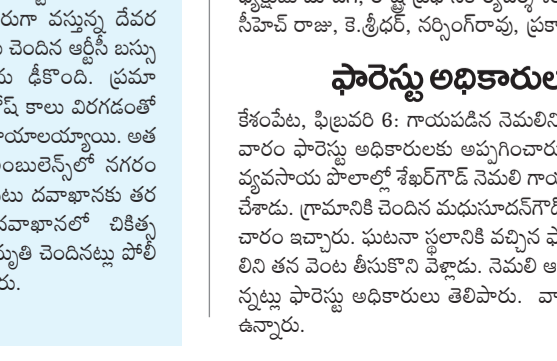 రుగా వస్తున్న దేవర
చెందిన ఆర్టీసీ బస్సు
ఢీకొంది. ప్రమా
కాలు విరగడంతో
యాలయ్యాయి. అత
ంబులెన్స్‌లో నగరం
టు దవాఖానకు తర
దవాఖానలో చికిత్స
మృతి చెందినట్లు పోలీ
రు.
సీహెచ్ రాజు, కె.శ్రీధర్, నర్సింగ్‌రావు, ప్రకా
ఫారెస్టు అధికారుల
కేశంపేట, ఫిబ్రవరి 6: గాయపడిన నెమలిని
వారం ఫారెస్టు అధికారులకు అప్పగించారు
వ్యవసాయ పొలాల్లో శేఖర్‌గౌడ్ నెమలి గాయ
చేశాడు. గ్రామానికి చెందిన మధుసూదన్‌గౌడ్
చారం ఇచ్చారు. ఘటనా స్థలానికి వచ్చిన ఫ
లిని తన వెంట తీసుకొని వెళ్లాడు. నెమలి ఆ
న్నట్లు ఫారెస్టు అధికారులు తెలిపారు. వా
ఉన్నారు.